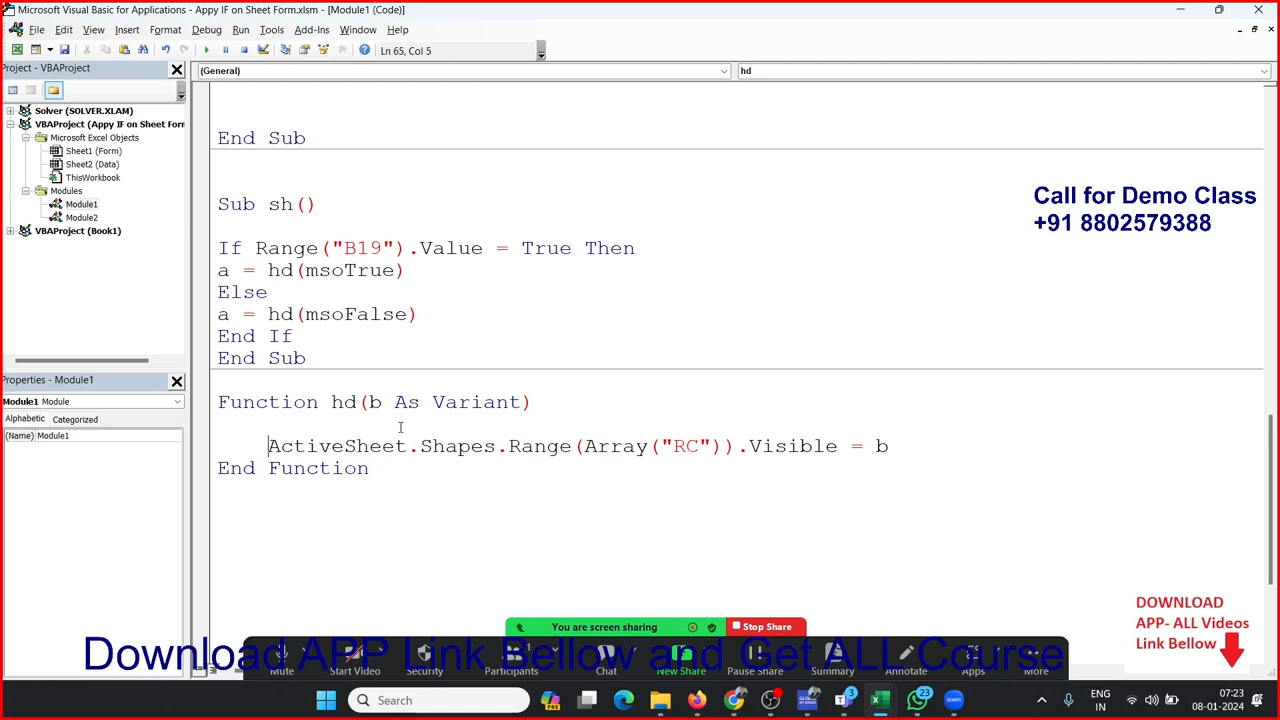 Microsoft Visual Basic for Applications - Appy IF on Sheet Form.xlsm - [Module1 (Code)]
File Edit View Insert Format Debug Run Tools Add-Ins Window Help
Ln 65, Col 5
Project - VBAProject
(General)
hd
Solver (SOLVER.XLAM)
VBAProject (Appy IF on Sheet Form
Microsoft Excel Objects
Sheet1 (Form)
Sheet2 (Data)
ThisWorkbook
Modules
Module1
Module2
VBAProject (Book1)
Properties - Module1
Module1 Module
Alphabetic Categorized
(Name) Module1
End Sub
Sub sh()
If Range("B19").Value = True Then
a = hd(msoTrue)
Else
a = hd(msoFalse)
End If
End Sub
Function hd(b As Variant)
ActiveSheet.Shapes.Range(Array("RC")).Visible = b
End Function
Call for Demo Class
+91 8802579388
DOWNLOAD
APP- ALL Videos
Link Bellow
You are screen sharing
Stop Share
Download APP Link Bellow and Get ALL Course
Mute Start Video Security Participants Chat New Share Pause Share Summary Annotate Apps More
Search
PRE
3
23
ENG
IN
07:23
08-01-2024